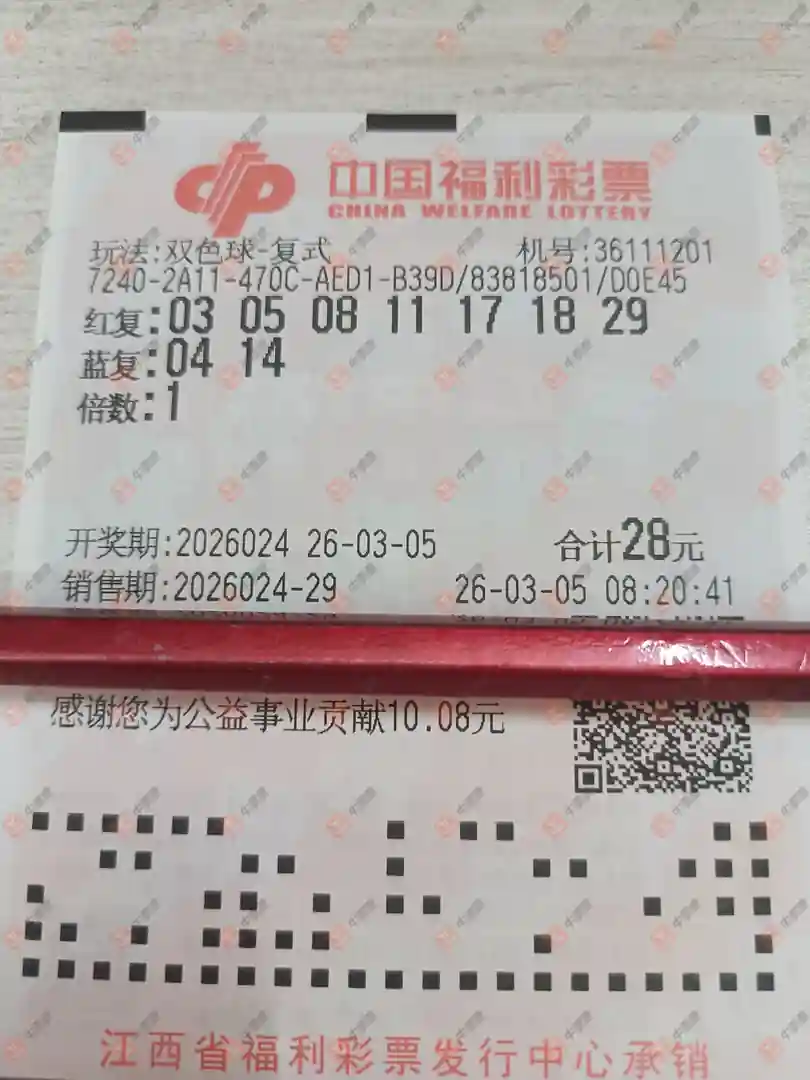 中国福利彩票
CHINA WELFARE LOTTERY
玩法:双色球-复式 机号:36111201
7240-2A11-470C-AED1-B39D/83818501/D0E45
红复:03 05 08 11 17 18 29
蓝复:04 14
倍数:1
开奖期:2026024 26-03-05 合计28元
销售期:2026024-29 26-03-05 08:20:41
感谢您为公益事业贡献10.08元
江西省福利彩票发行中心承销